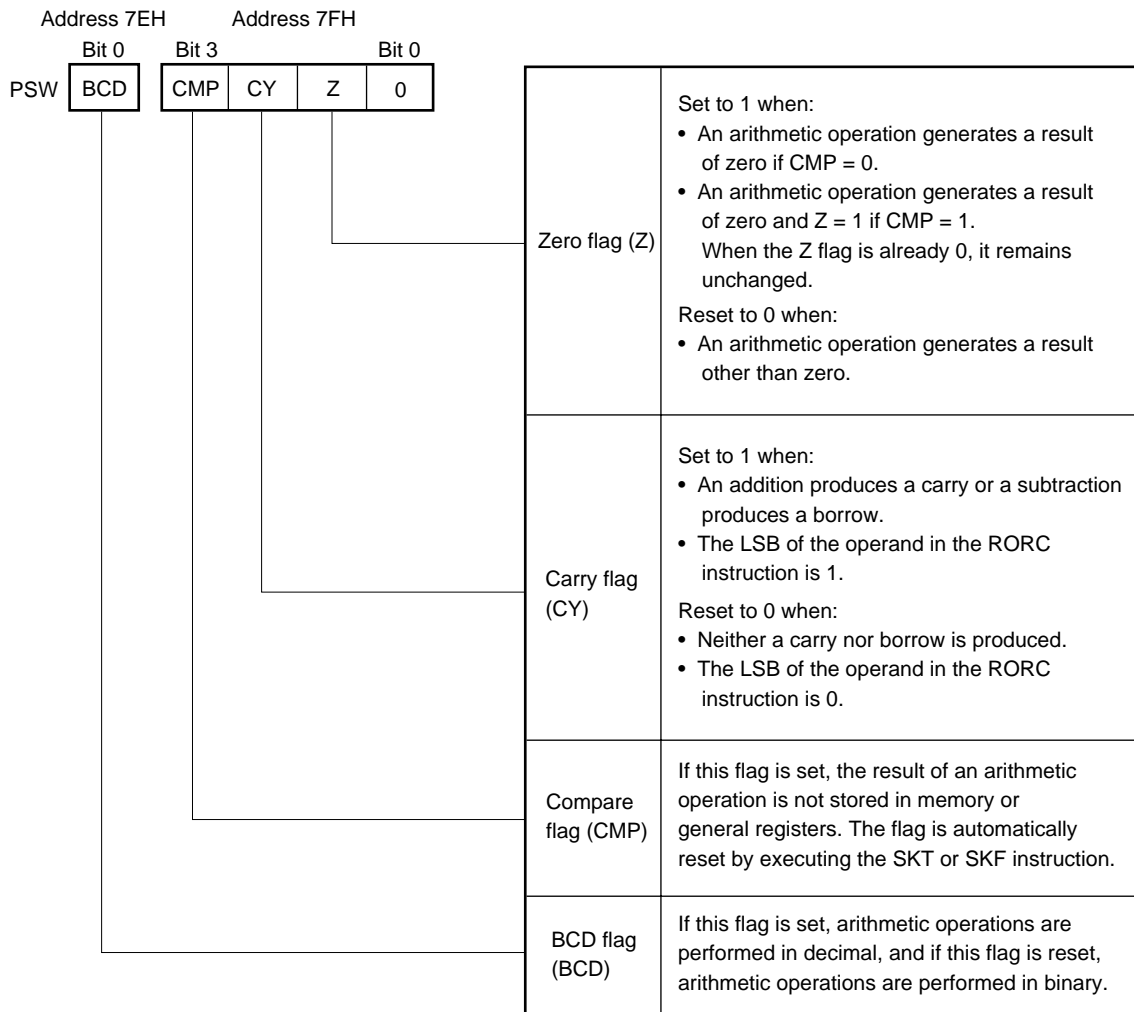 Address 7EH Address 7FH
Bit 0 Bit 3 Bit 0
PSW BCD CMP CY Z 0
Zero flag (Z)
Set to 1 when:
• An arithmetic operation generates a result
of zero if CMP = 0.
• An arithmetic operation generates a result
of zero and Z = 1 if CMP = 1.
When the Z flag is already 0, it remains
unchanged.
Reset to 0 when:
• An arithmetic operation generates a result
other than zero.
Carry flag
(CY)
Set to 1 when:
• An addition produces a carry or a subtraction
produces a borrow.
• The LSB of the operand in the RORC
instruction is 1.
Reset to 0 when:
• Neither a carry nor borrow is produced.
• The LSB of the operand in the RORC
instruction is 0.
Compare
flag (CMP)
If this flag is set, the result of an arithmetic
operation is not stored in memory or
general registers. The flag is automatically
reset by executing the SKT or SKF instruction.
BCD flag
(BCD)
If this flag is set, arithmetic operations are
performed in decimal, and if this flag is reset,
arithmetic operations are performed in binary.